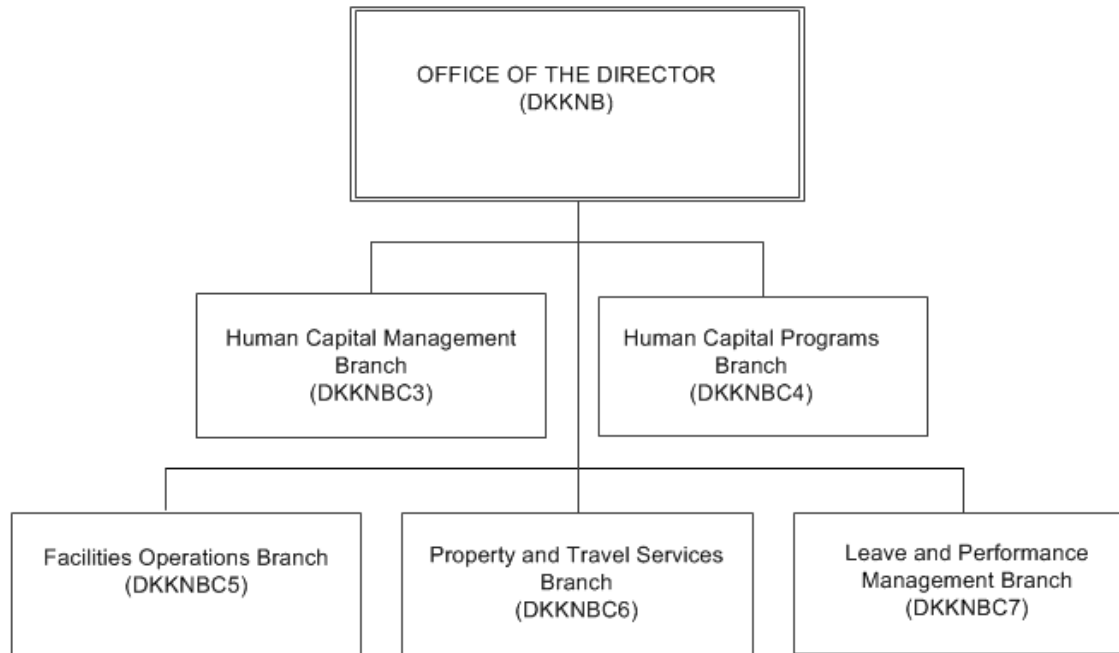 OFFICE OF THE DIRECTOR
(DKKNB)
Human Capital Management
Branch
(DKKNBC3)
Human Capital Programs
Branch
(DKKNBC4)
Facilities Operations Branch
(DKKNBC5)
Property and Travel Services
Branch
(DKKNBC6)
Leave and Performance
Management Branch
(DKKNBC7)